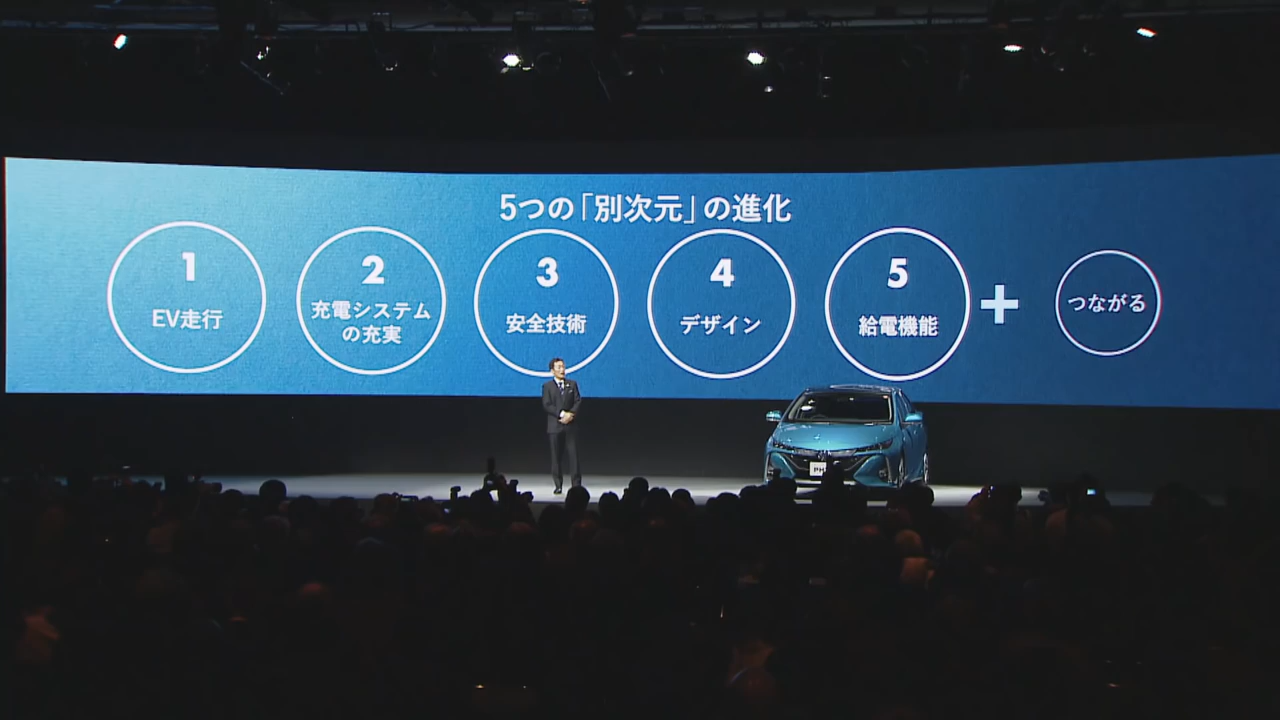 5つの「別次元」の進化
1
EV走行
2
充電システム
の充実
3
安全技術
4
デザイン
5
給電機能
+
つながる